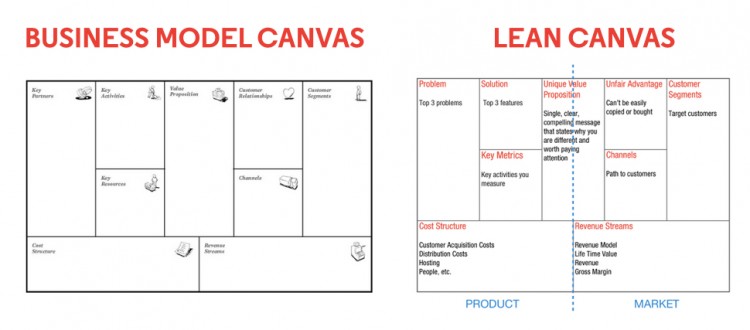 BUSINESS MODEL CANVAS
Key
Partners
Key
Activities
Value
Proposition
Customer
Relationships
Customer
Segments
Key
Resources
Channels
Cost
Structure
Revenue
Streams
LEAN CANVAS
Problem
Top 3 problems
Solution
Top 3 features
Unique Value
Proposition
Single, clear,
compelling message
that states why you
are different and
worth paying
attention
Unfair Advantage
Can't be easily
copied or bought
Customer
Segments
Target customers
Key Metrics
Key activities you
measure
Channels
Path to customers
Cost Structure
Customer Acquisition Costs
Distribution Costs
Hosting
People, etc.
Revenue Streams
Revenue Model
Life Time Value
Revenue
Gross Margin
PRODUCT
MARKET